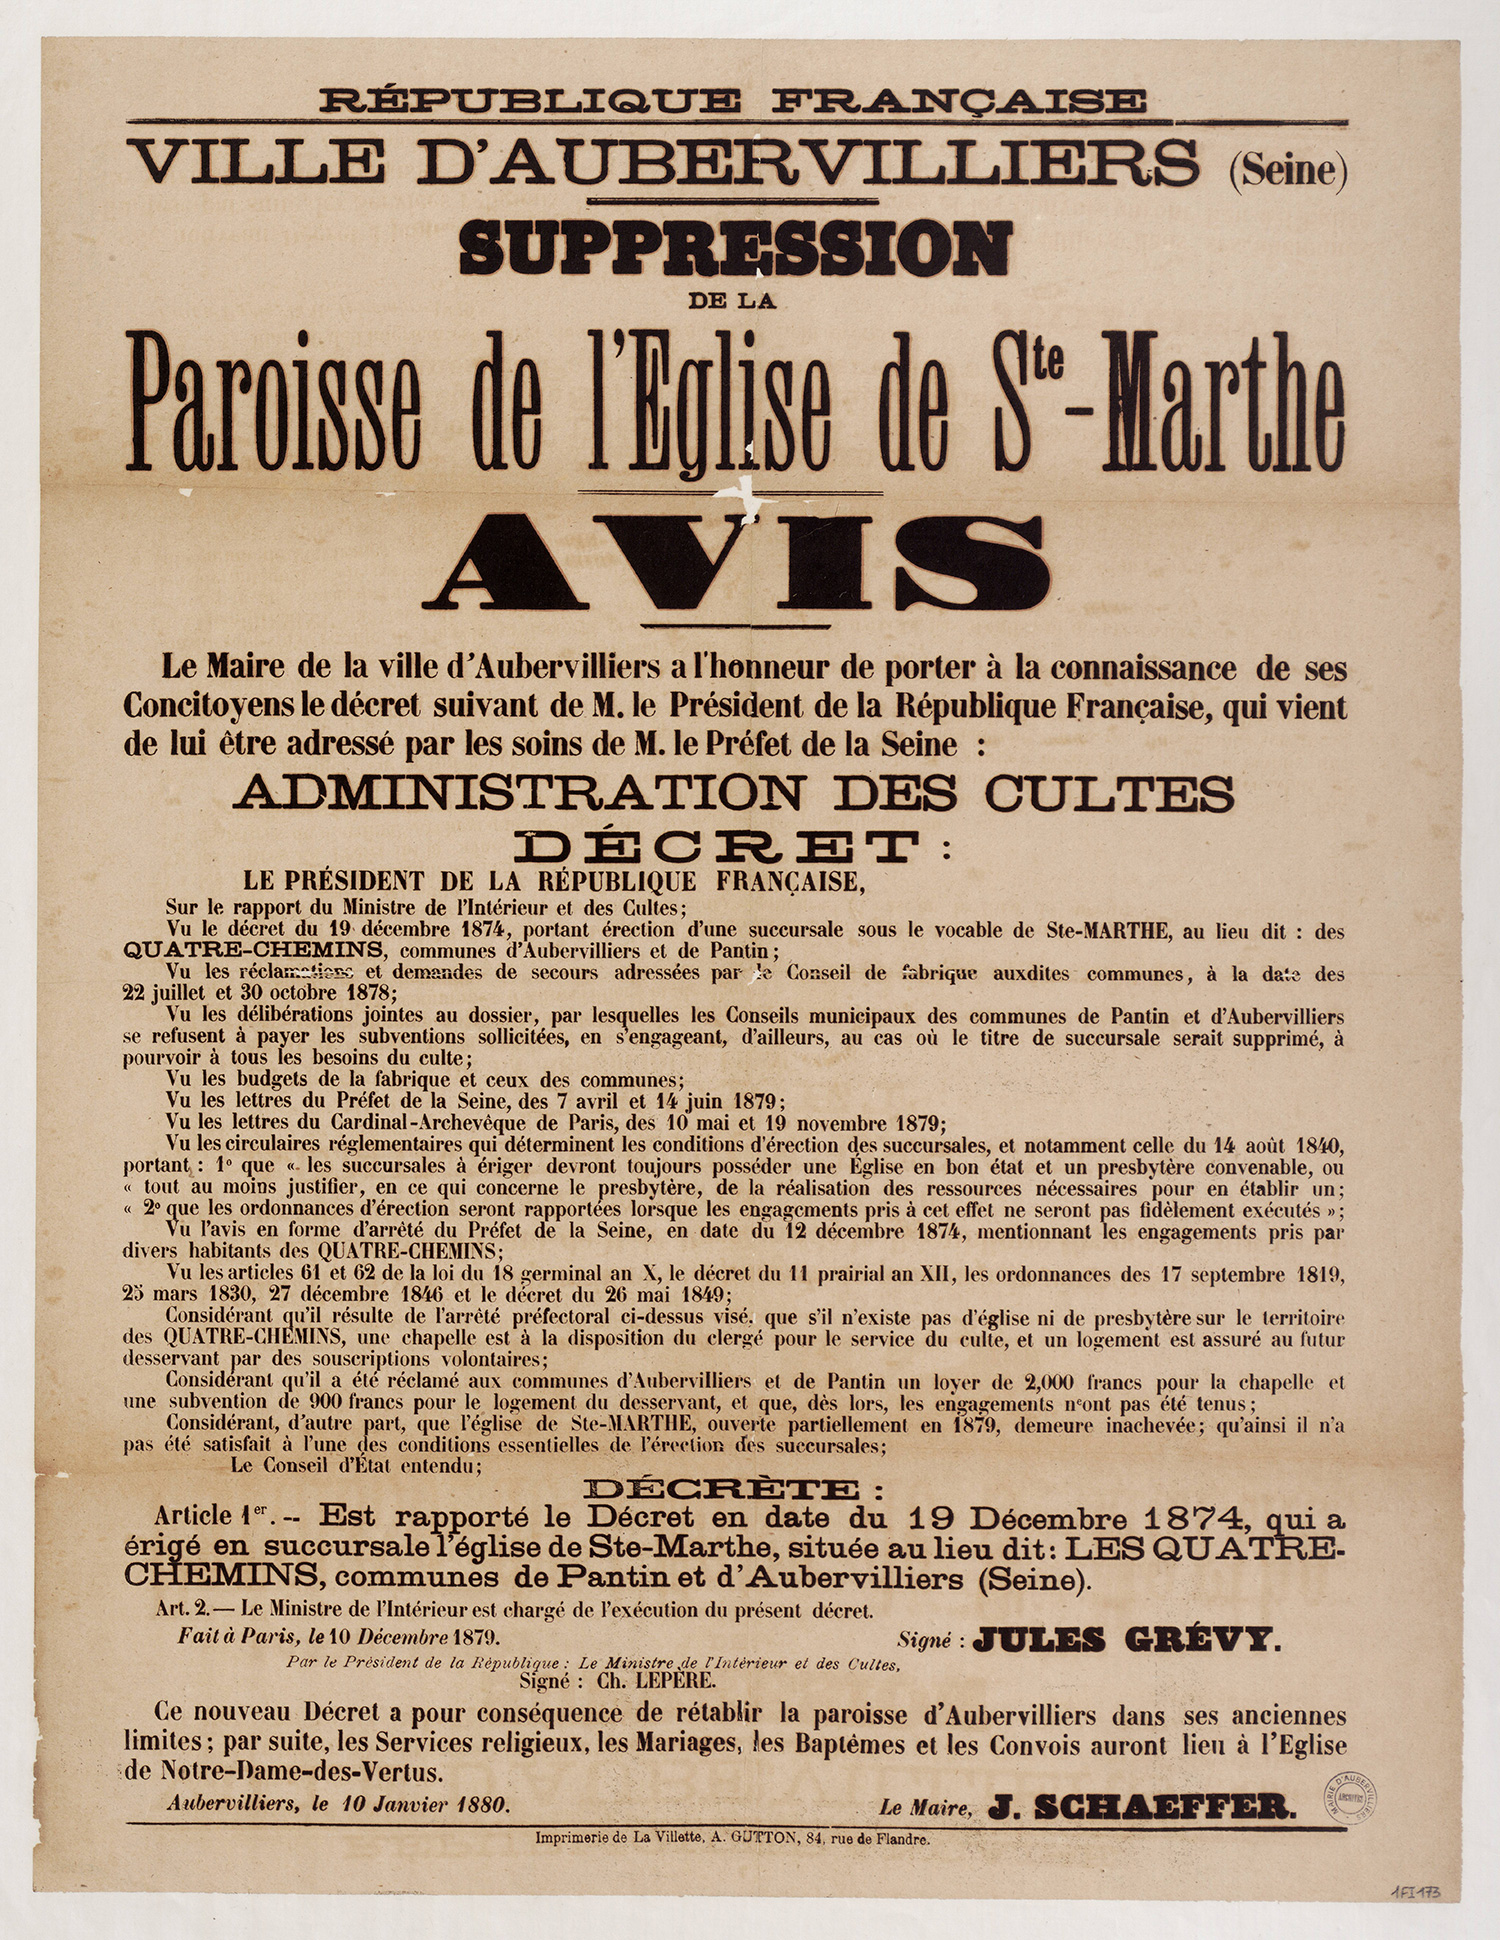 RÉPUBLIQUE FRANÇAISE
VILLE D'AUBERVILLIERS (Seine)
SUPPRESSION
DE LA
Paroisse de l'Eglise de Ste-Marthe
AVIS
Le Maire de la ville d'Aubervilliers a l'honneur de porter à la connaissance de ses
Concitoyens le décret suivant de M. le Président de la République Française, qui vient
de lui être adressé par les soins de M. le Préfet de la Seine :
ADMINISTRATION DES CULTES
DÉCRET :
LE PRÉSIDENT DE LA RÉPUBLIQUE FRANÇAISE,
Sur le rapport du Ministre de l'Intérieur et des Cultes;
Vu le décret du 19 décembre 1874, portant érection d'une succursale sous le vocable de Ste-MARTHE, au lieu dit : des
QUATRE-CHEMINS, communes d'Aubervilliers et de Pantin;
Vu les réclamations et demandes de secours adressées par le Conseil de fabrique auxdites communes, à la date des
22 juillet et 30 octobre 1878;
Vu les délibérations jointes au dossier, par lesquelles les Conseils municipaux des communes de Pantin et d'Aubervilliers
se refusent à payer les subventions sollicitées, en s'engageant, d'ailleurs, au cas où le titre de succursale serait supprimé, à
pourvoir à tous les besoins du culte;
Vu les budgets de la fabrique et ceux des communes;
Vu les lettres du Préfet de la Seine, des 7 avril et 14 juin 1879;
Vu les lettres du Cardinal-Archevêque de Paris, des 10 mai et 19 novembre 1879;
Vu les circulaires réglementaires qui déterminent les conditions d'érection des succursales, et notamment celle du 14 août 1840,
portant : 1º que « les succursales à ériger devront toujours posséder une Église en bon état et un presbytère convenable, ou
« tout au moins justifier, en ce qui concerne le presbytère, de la réalisation des ressources nécessaires pour en établir un;
« 2º que les ordonnances d'érection seront rapportées lorsque les engagements pris à cet effet ne seront pas fidèlement exécutés »;
Vu l'avis en forme d'arrêté du Préfet de la Seine, en date du 12 décembre 1874, mentionnant les engagements pris par
divers habitants des QUATRE-CHEMINS;
Vu les articles 61 et 62 de la loi du 18 germinal an X, le décret du 11 prairial an XII, les ordonnances des 17 septembre 1819,
25 mars 1830, 27 décembre 1846 et le décret du 26 mai 1849;
Considérant qu'il résulte de l'arrêté préfectoral ci-dessus visé, que s'il n'existe pas d'église ni de presbytère sur le territoire
des QUATRE-CHEMINS, une chapelle est à la disposition du clergé pour le service du culte, et un logement est assuré au futur
desservant par des souscriptions volontaires;
Considérant qu'il a été réclamé aux communes d'Aubervilliers et de Pantin un loyer de 2,000 francs pour la chapelle et
une subvention de 900 francs pour le logement du desservant, et que, dès lors, les engagements n'ont pas été tenus;
Considérant, d'autre part, que l'église de Ste-MARTHE, ouverte partiellement en 1879, demeure inachevée; qu'ainsi il n'a
pas été satisfait à l'une des conditions essentielles de l'érection des succursales;
Le Conseil d'État entendu;
DÉCRÈTE :
Article 1er. -- Est rapporté le Décret en date du 19 Décembre 1874, qui a
érigé en succursale l'église de Ste-Marthe, située au lieu dit: LES QUATRE-
CHEMINS, communes de Pantin et d'Aubervilliers (Seine).
Art. 2.— Le Ministre de l'Intérieur est chargé de l'exécution du présent décret.
Fait à Paris, le 10 Décembre 1879. Signé : JULES GRÉVY.
Par le Président de la République : Le Ministre de l'Intérieur et des Cultes,
Signé : Ch. LEPÈRE.
Ce nouveau Décret a pour conséquence de rétablir la paroisse d'Aubervilliers dans ses anciennes
limites; par suite, les Services religieux, les Mariages, les Baptêmes et les Convois auront lieu à l'Eglise
de Notre-Dame-des-Vertus.
Aubervilliers, le 10 Janvier 1880. Le Maire, J. SCHAEFFER.
MAIRIE D'AUBERVILLIERS
ARCHIVES
Imprimerie de La Villette, A. GUTTON, 84, rue de Flandre.
1FI173